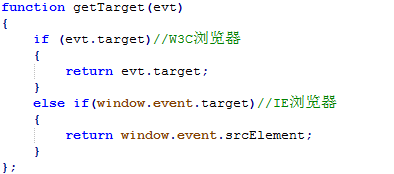 function getTarget(evt)
{
    if (evt.target)//W3C浏览器
    {
        return evt.target;
    }
    else if(window.event.target)//IE浏览器
    {
        return window.event.srcElement;
    }
};